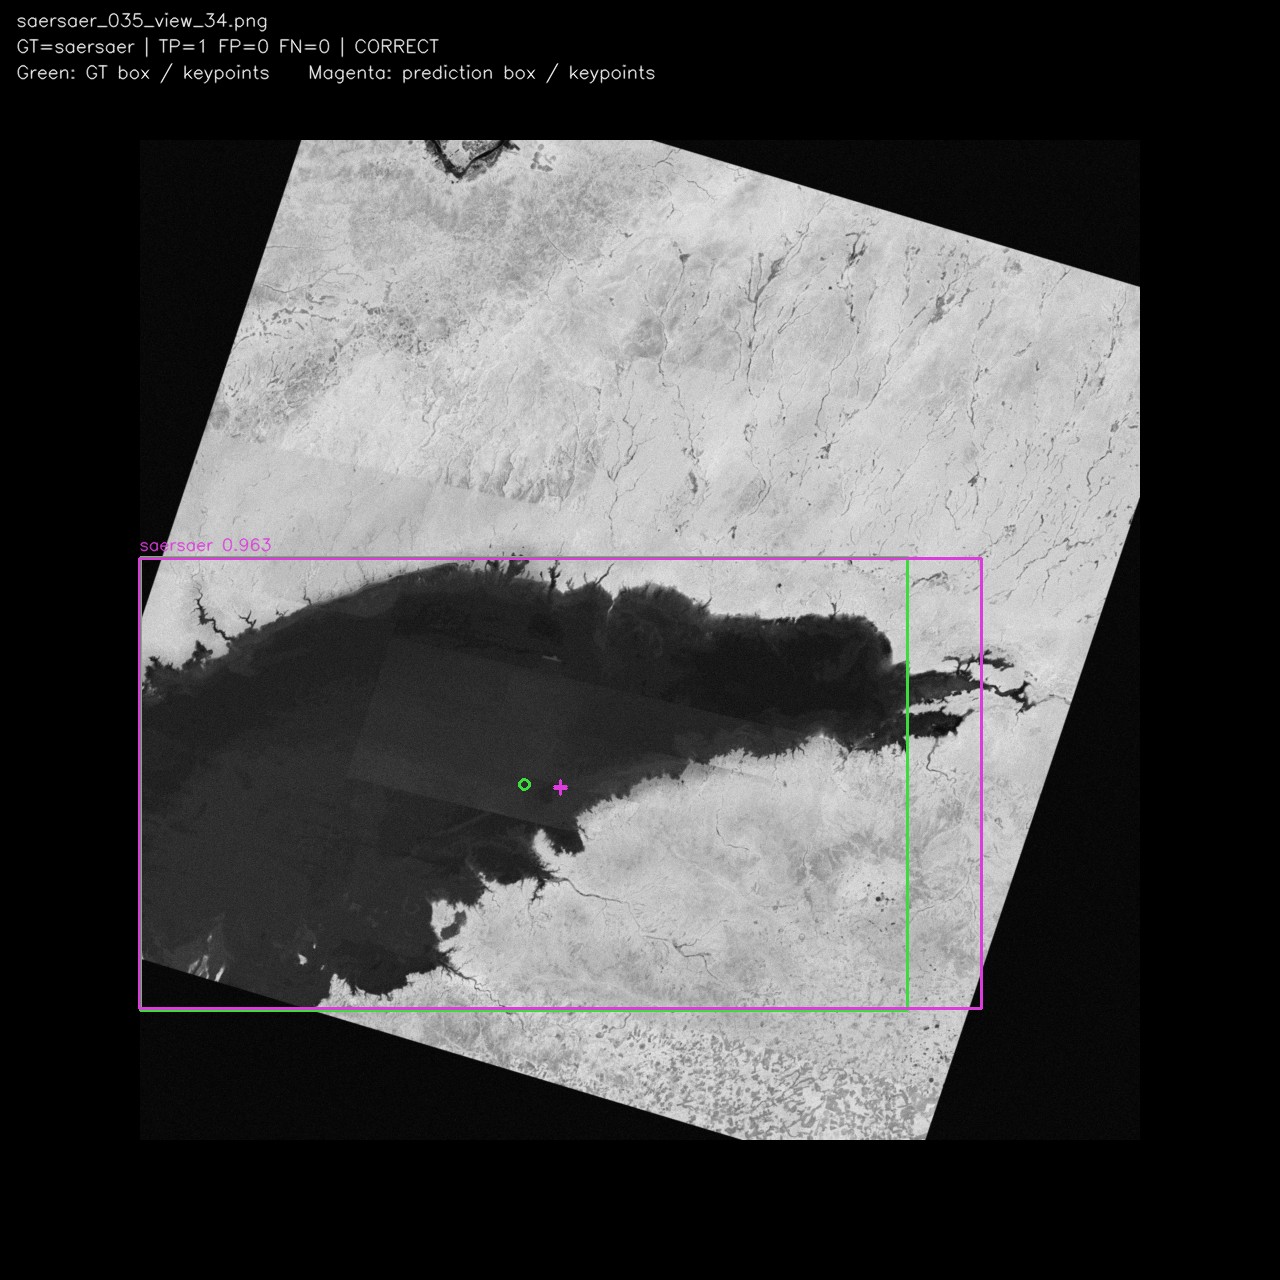 saersaer_035_view_34.png
GT=saersaer | TP=1 FP=0 FN=0 | CORRECT
Green: GT box / keypoints    Magenta: prediction box / keypoints
saersaer 0.963